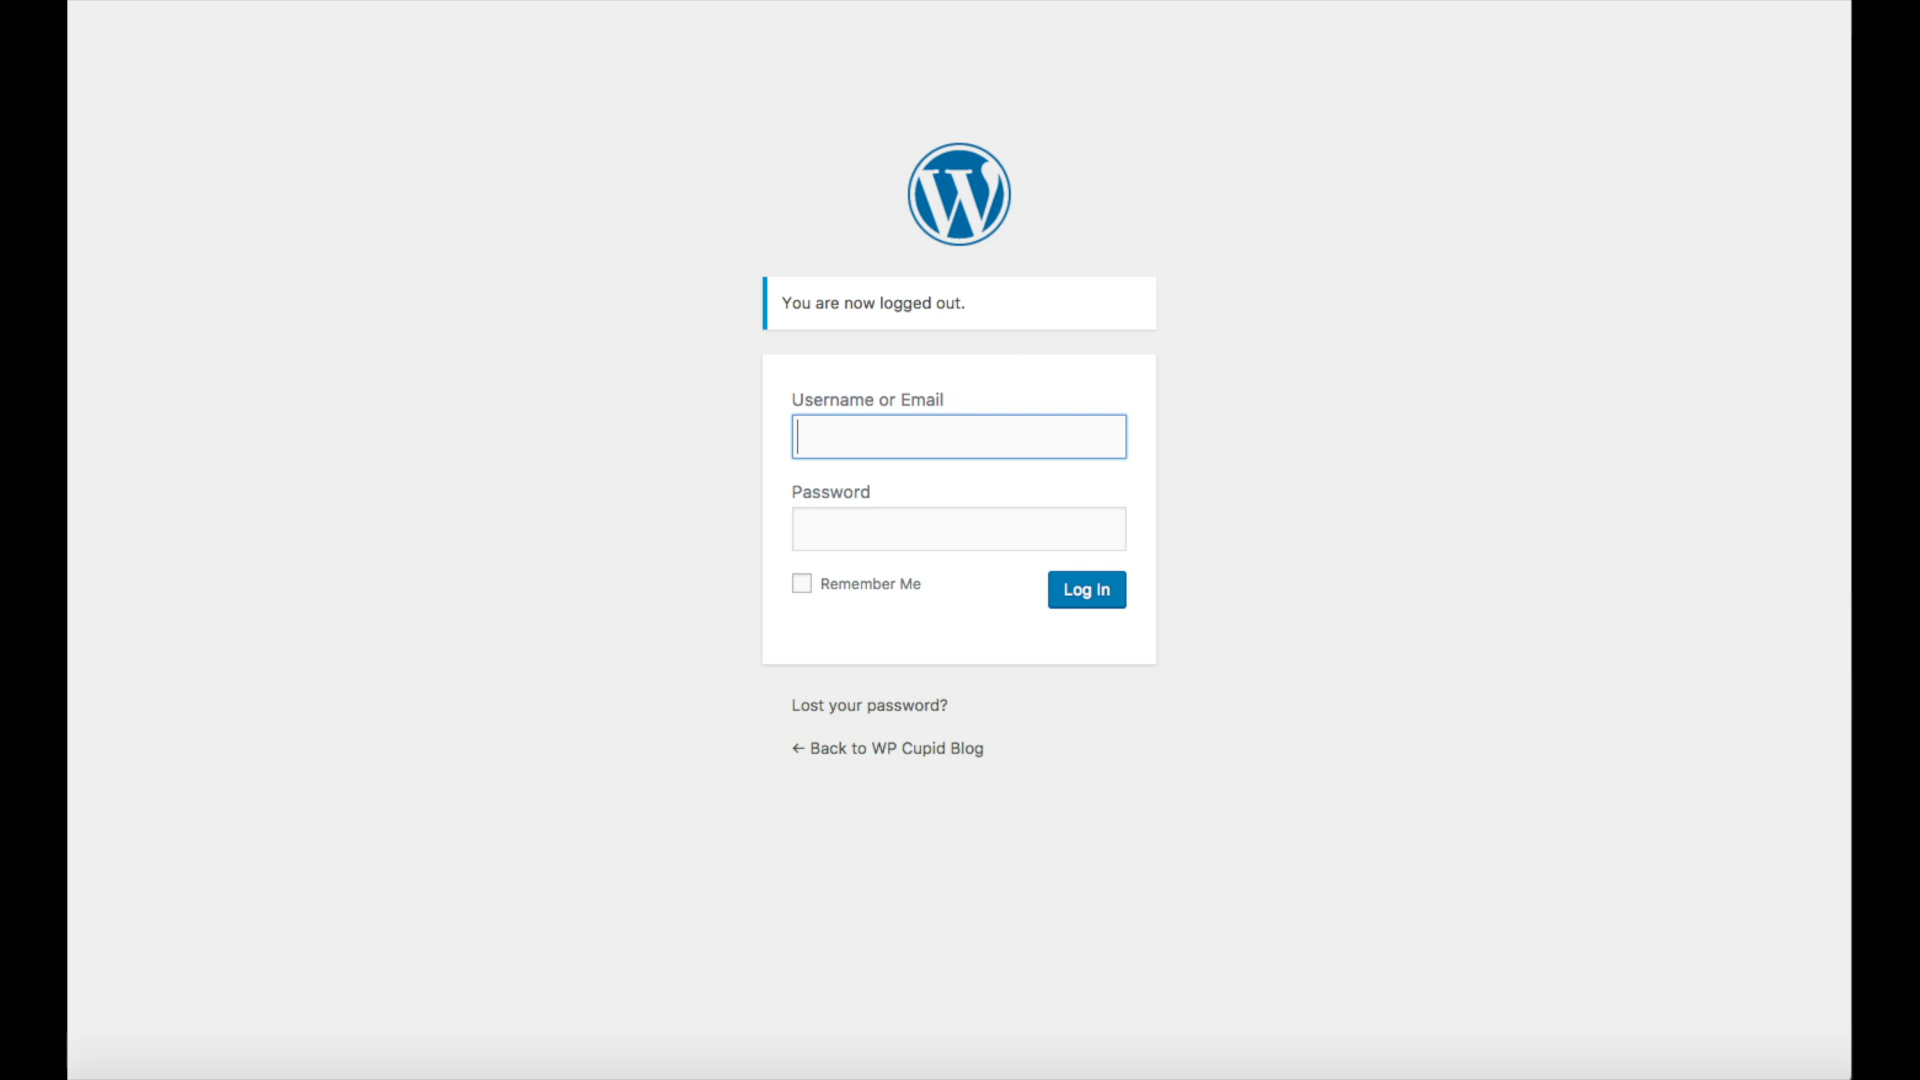 You are now logged out.
Username or Email
Password
Remember Me
Log In
Lost your password?
← Back to WP Cupid Blog